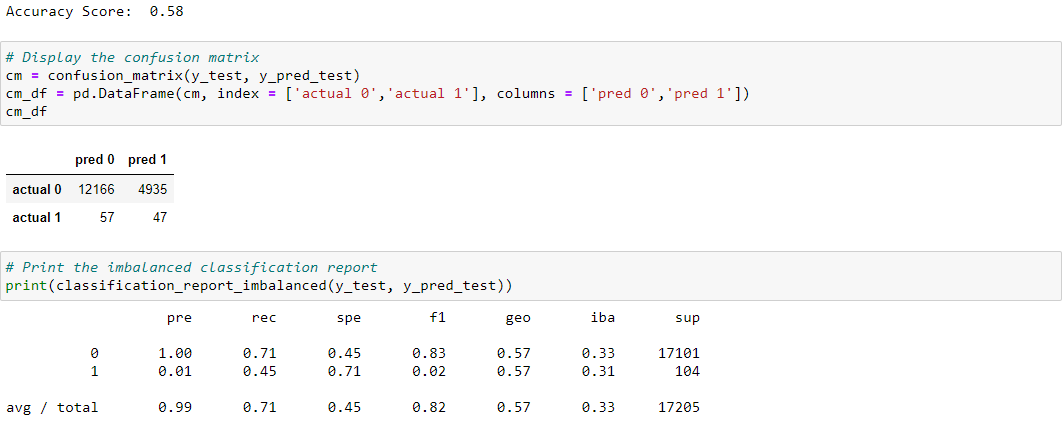 Accuracy Score:  0.58
# Display the confusion matrix
cm = confusion_matrix(y_test, y_pred_test)
cm_df = pd.DataFrame(cm, index = ['actual 0','actual 1'], columns = ['pred 0','pred 1'])
cm_df
pred 0 pred 1
actual 0 12166 4935
actual 1 57 47
# Print the imbalanced classification report
print(classification_report_imbalanced(y_test, y_pred_test))
pre rec spe f1 geo iba sup
0 1.00 0.71 0.45 0.83 0.57 0.33 17101
1 0.01 0.45 0.71 0.02 0.57 0.31 104
avg / total 0.99 0.71 0.45 0.82 0.57 0.33 17205